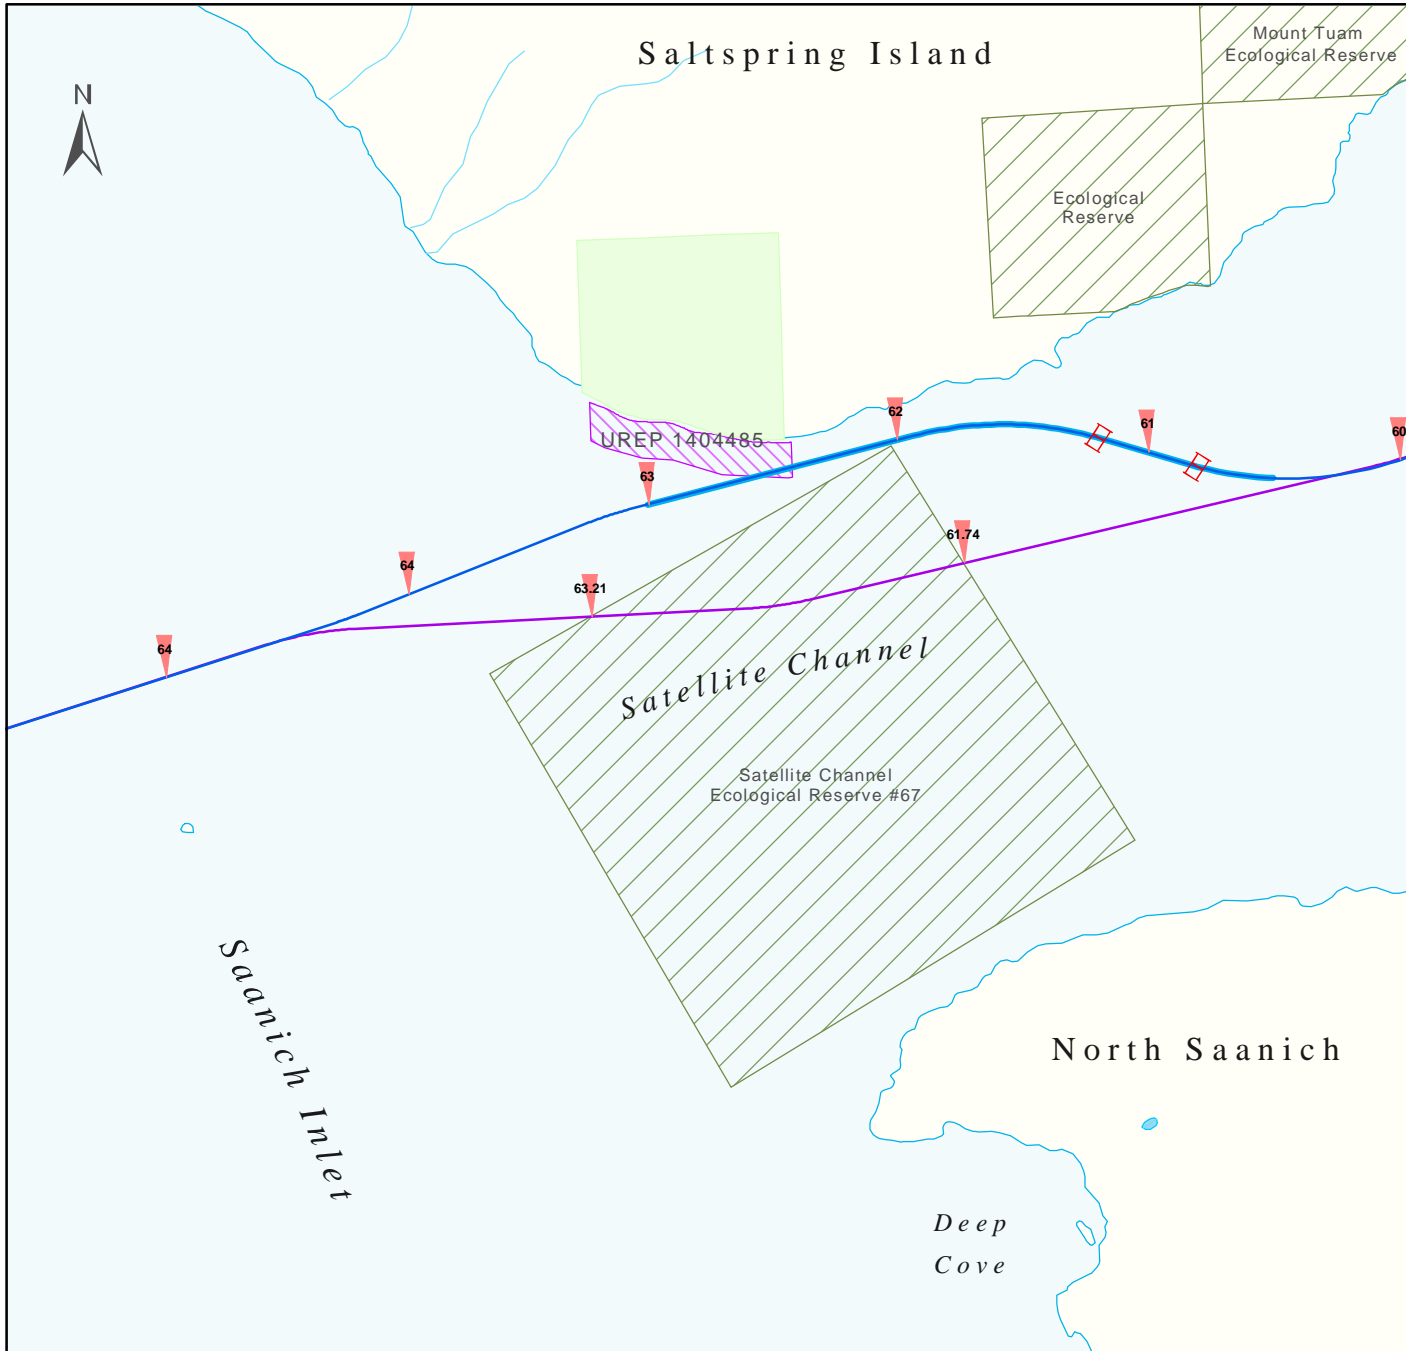 Mount Tuam
Ecological Reserve
Saltspring Island
N
Ecological
Reserve
62
61
60
UREP 1404485
63
61.74
64
63.21
64
Satellite Channel
Satellite Channel
Ecological Reserve #67
Saanich Inlet
North Saanich
Deep
Cove